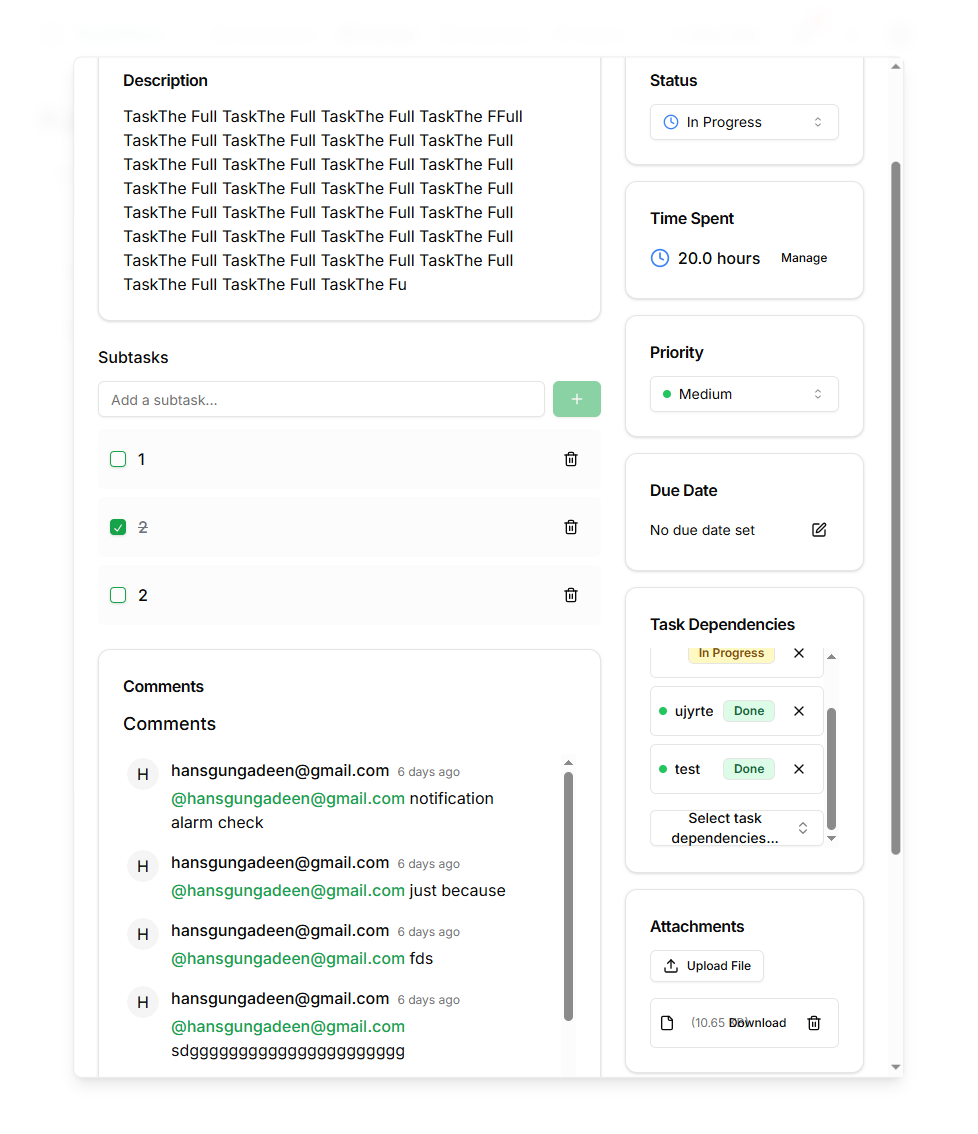 Description
TaskThe Full TaskThe Full TaskThe Full TaskThe FFull
TaskThe Full TaskThe Full TaskThe Full TaskThe Full
TaskThe Full TaskThe Full TaskThe Full TaskThe Full
TaskThe Full TaskThe Full TaskThe Full TaskThe Full
TaskThe Full TaskThe Full TaskThe Full TaskThe Full
TaskThe Full TaskThe Full TaskThe Full TaskThe Full
TaskThe Full TaskThe Full TaskThe Full TaskThe Full
TaskThe Full TaskThe Full TaskThe Fu
Subtasks
Add a subtask...
1
2
2
Comments
Comments
H
hansgungadeen@gmail.com 6 days ago
@hansgungadeen@gmail.com notification
alarm check
H
hansgungadeen@gmail.com 6 days ago
@hansgungadeen@gmail.com just because
H
hansgungadeen@gmail.com 6 days ago
@hansgungadeen@gmail.com fds
H
hansgungadeen@gmail.com 6 days ago
@hansgungadeen@gmail.com
sdgggggggggggggggggggggg
Status
In Progress
Time Spent
20.0 hours Manage
Priority
Medium
Due Date
No due date set
Task Dependencies
In Progress
ujyrte Done
test Done
Select task
dependencies...
Attachments
Upload File
(10.65 KB) Download